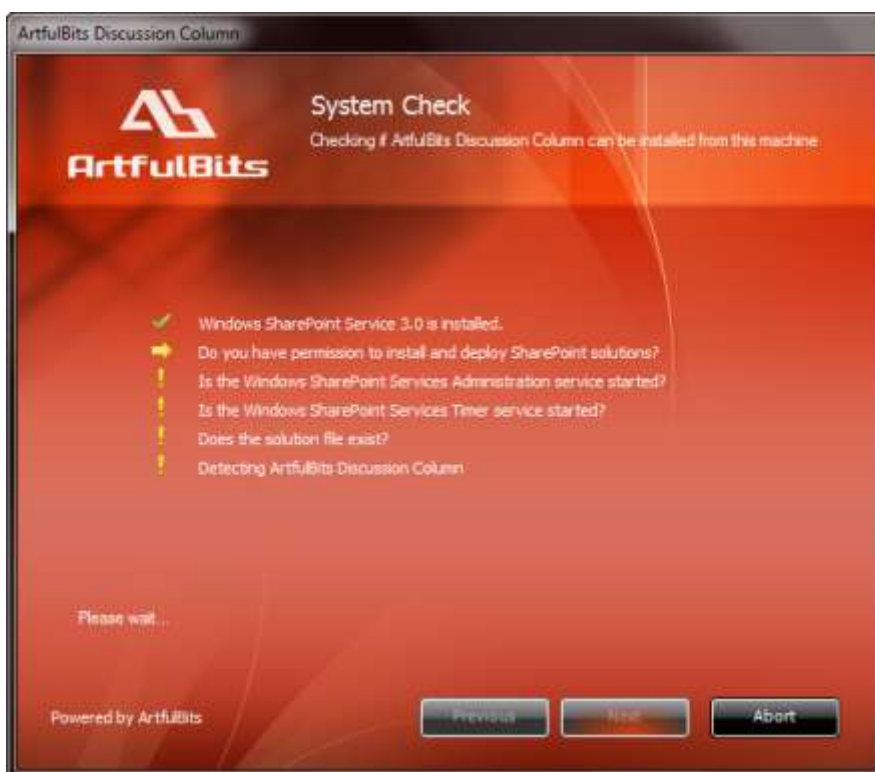 ArtfulBits Discussion Column
System Check
Checking if ArtfulBits Discussion Column can be installed from this machine
ArtfulBits
Windows SharePoint Service 3.0 is installed.
Do you have permission to install and deploy SharePoint solutions?
Is the Windows SharePoint Services Administration service started?
Is the Windows SharePoint Services Timer service started?
Does the solution file exist?
Detecting ArtfulBits Discussion Column
Please wait...
Powered by ArtfulBits
Previous
Next
Abort